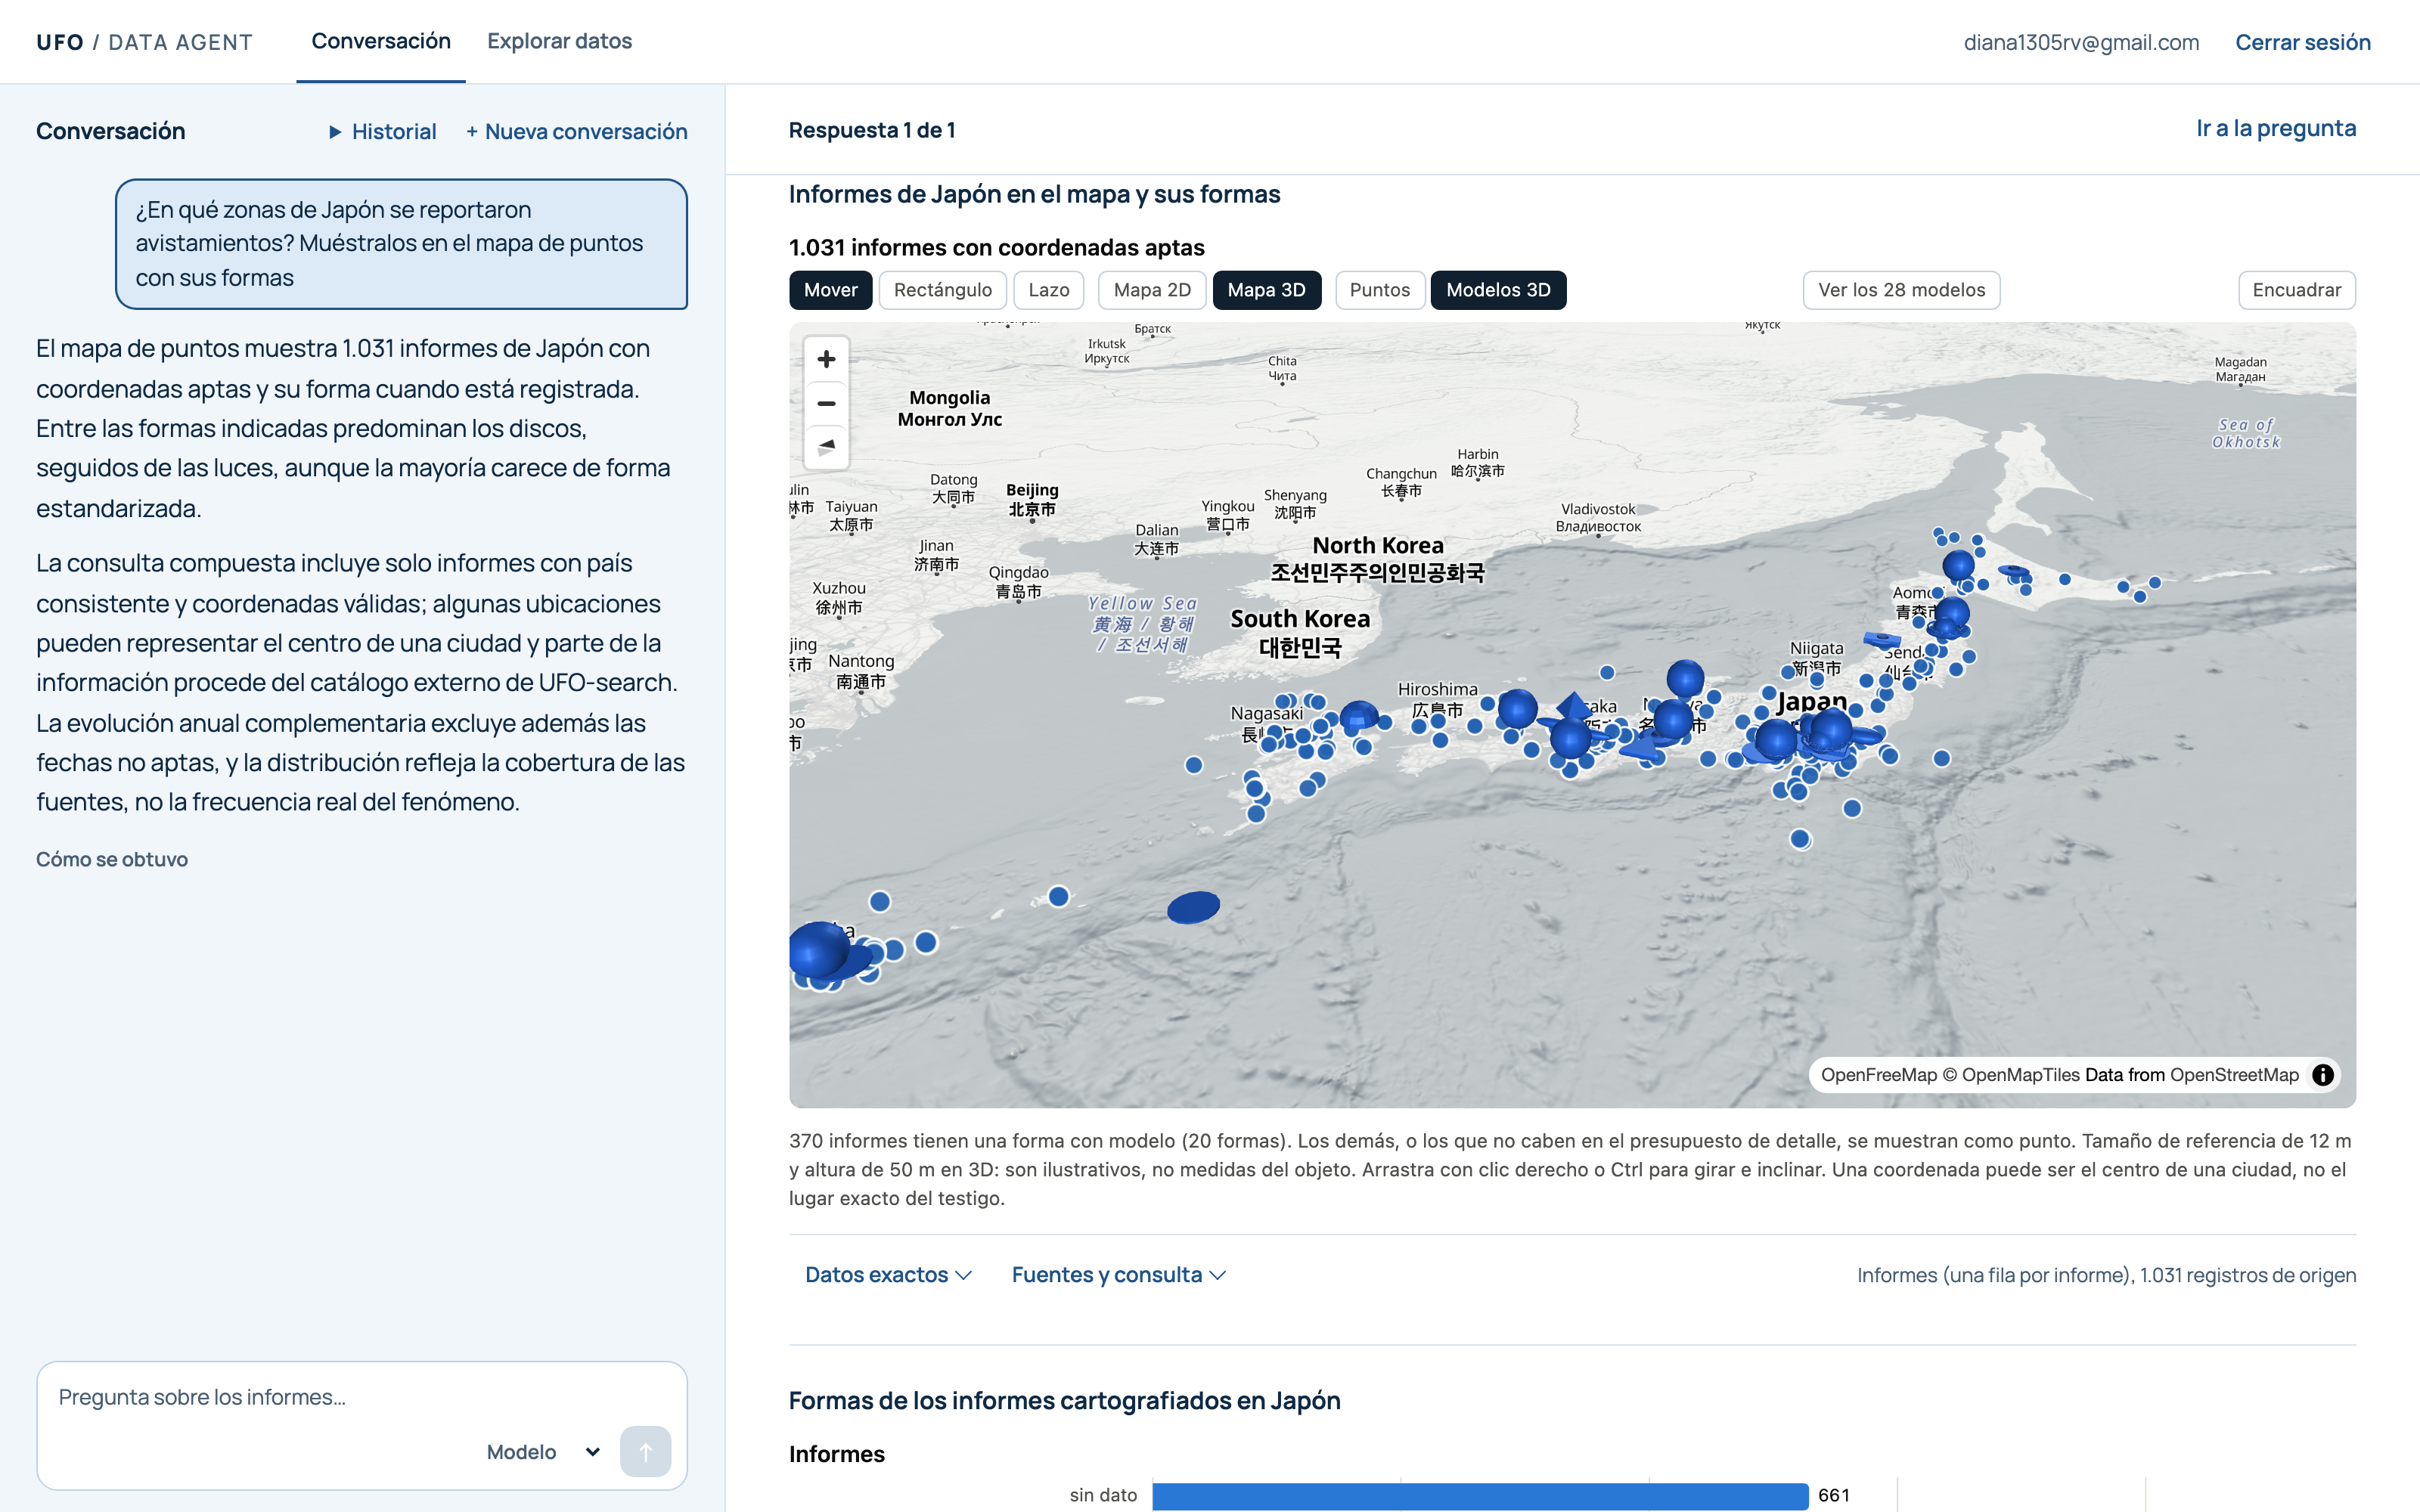 UFO / DATA AGENT
Conversación
Explorar datos
diana1305rv@gmail.com
Cerrar sesión
Conversación
Historial
+ Nueva conversación
¿En qué zonas de Japón se reportaron
avistamientos? Muéstralos en el mapa de puntos
con sus formas
El mapa de puntos muestra 1.031 informes de Japón con
coordenadas aptas y su forma cuando está registrada.
Entre las formas indicadas predominan los discos,
seguidos de las luces, aunque la mayoría carece de forma
estandarizada.
La consulta compuesta incluye solo informes con país
consistente y coordenadas válidas; algunas ubicaciones
pueden representar el centro de una ciudad y parte de la
información procede del catálogo externo de UFO-search.
La evolución anual complementaria excluye además las
fechas no aptas, y la distribución refleja la cobertura de las
fuentes, no la frecuencia real del fenómeno.
Cómo se obtuvo
Pregunta sobre los informes...
Modelo
Respuesta 1 de 1
Ir a la pregunta
Informes de Japón en el mapa y sus formas
1.031 informes con coordenadas aptas
Mover
Rectángulo
Lazo
Mapa 2D
Mapa 3D
Puntos
Modelos 3D
Ver los 28 modelos
Encuadrar
Братск
Якутск
Irkutsk
Иркутск
Chita
Чита
Magadan
Магадан
Mongolia
Монгол Улс
Sea of
Okhotsk
Harbin
哈尔滨市
Changchun
长春市
Datong
大同市
Beijing
北京市
Shenyang
沈阳市
Yingkou
营口市
Taiyuan
太原市
Vladivostok
Владивосток
Dalian
大连市
Jinan
济南市
North Korea
조선민주주의인민공화국
Qingdao
青岛市
Xuzhou
徐州市
Yellow Sea
黄海 / 황해
/ 조선서해
South Korea
대한민국
Nantong
南通市
Niigata
新潟市
Hiroshima
広島市
Nagasaki
Japan
OpenFreeMap © OpenMapTiles Data from OpenStreetMap
370 informes tienen una forma con modelo (20 formas). Los demás, o los que no caben en el presupuesto de detalle, se muestran como punto. Tamaño de referencia de 12 m
y altura de 50 m en 3D: son ilustrativos, no medidas del objeto. Arrastra con clic derecho o Ctrl para girar e inclinar. Una coordenada puede ser el centro de una ciudad, no el
lugar exacto del testigo.
Datos exactos
Fuentes y consulta
Informes (una fila por informe), 1.031 registros de origen
Formas de los informes cartografiados en Japón
Informes
sin dato
661